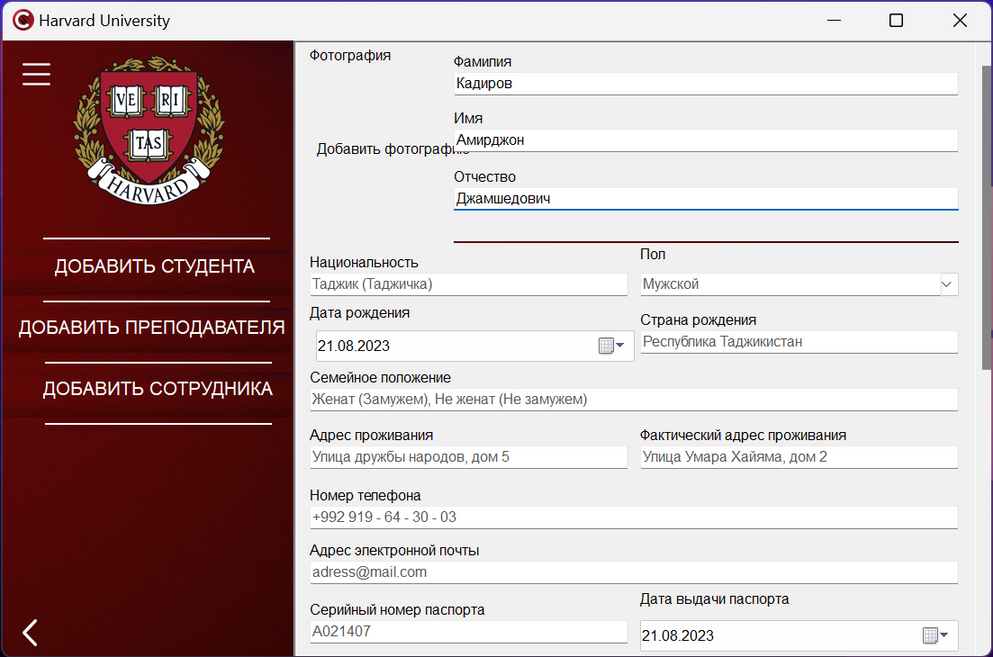 Harvard University
VE RI
TAS
HARVARD
ДОБАВИТЬ СТУДЕНТА
ДОБАВИТЬ ПРЕПОДАВАТЕЛЯ
ДОБАВИТЬ СОТРУДНИКА
Фотография
Добавить фотографию
Фамилия
Кадиров
Имя
Амирджон
Отчество
Джамшедович
Национальность
Таджик (Таджичка)
Пол
Мужской
Дата рождения
21.08.2023
Страна рождения
Республика Таджикистан
Семейное положение
Женат (Замужем), Не женат (Не замужем)
Адрес проживания
Улица дружбы народов, дом 5
Фактический адрес проживания
Улица Умара Хайяма, дом 2
Номер телефона
+992 919 - 64 - 30 - 03
Адрес электронной почты
adress@mail.com
Серийный номер паспорта
A021407
Дата выдачи паспорта
21.08.2023